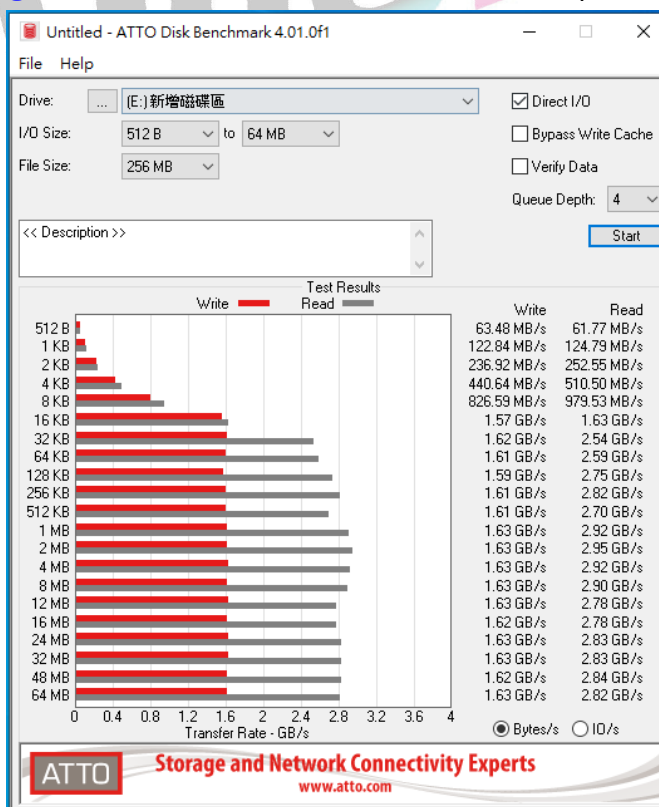 Untitled - ATTO Disk Benchmark 4.01.0f1
File Help
Drive: ... (E:)新增磁碟區
Direct I/O
I/O Size: 512 B to 64 MB
Bypass Write Cache
File Size: 256 MB
Verify Data
Queue Depth: 4
<< Description >>
Start
Test Results
Write Read
Write Read
512 B 63.48 MB/s 61.77 MB/s
1 KB 122.84 MB/s 124.79 MB/s
2 KB 236.92 MB/s 252.55 MB/s
4 KB 440.64 MB/s 510.50 MB/s
8 KB 826.59 MB/s 979.53 MB/s
16 KB 1.57 GB/s 1.63 GB/s
32 KB 1.62 GB/s 2.54 GB/s
64 KB 1.61 GB/s 2.59 GB/s
128 KB 1.59 GB/s 2.75 GB/s
256 KB 1.61 GB/s 2.82 GB/s
512 KB 1.61 GB/s 2.70 GB/s
1 MB 1.63 GB/s 2.92 GB/s
2 MB 1.63 GB/s 2.95 GB/s
4 MB 1.63 GB/s 2.92 GB/s
8 MB 1.63 GB/s 2.90 GB/s
12 MB 1.63 GB/s 2.78 GB/s
16 MB 1.62 GB/s 2.78 GB/s
24 MB 1.63 GB/s 2.83 GB/s
32 MB 1.63 GB/s 2.83 GB/s
48 MB 1.62 GB/s 2.84 GB/s
64 MB 1.63 GB/s 2.82 GB/s
0 0.4 0.8 1.2 1.6 2 2.4 2.8 3.2 3.6 4
Transfer Rate - GB/s
Bytes/s IO/s
ATTO
Storage and Network Connectivity Experts
www.atto.com